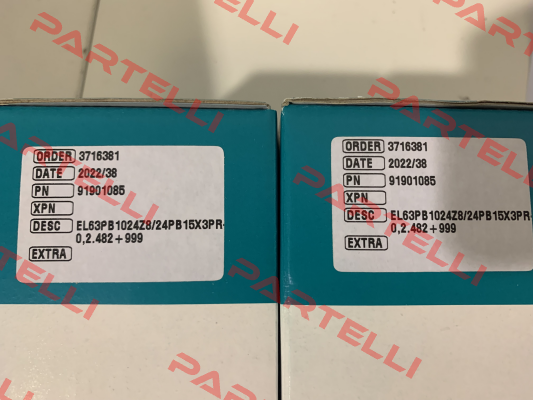 PARTELLI
PARTELLI
ORDER 3716381
DATE 2022/38
PN 91901085
XPN
DESC EL63PB1024Z8/24PB15X3PR-
0,2.482+999
EXTRA
ORDER 3716381
DATE 2022/38
PN 91901085
XPN
DESC EL63PB1024Z8/24PB15X3PR-
0,2.482+999
EXTRA
PARTELLI
PARTELLI